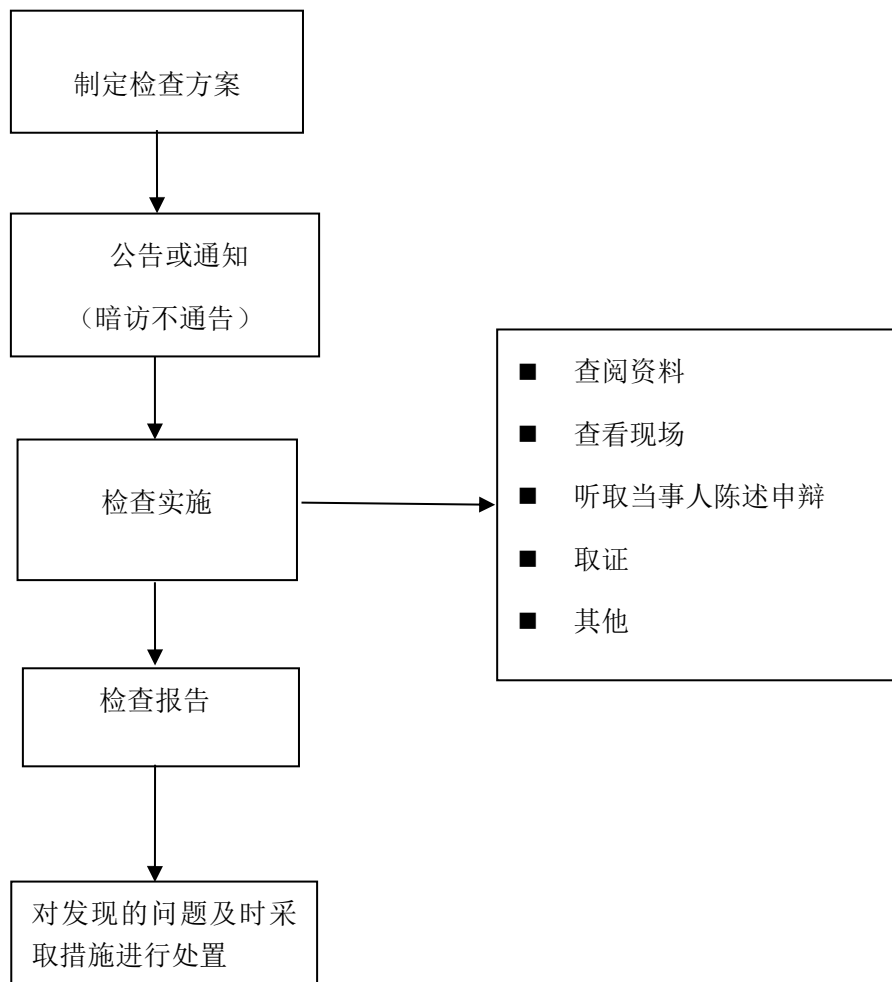 制定检查方案
公告或通知
（暗访不通告）
检查实施
■ 查阅资料
■ 查看现场
■ 听取当事人陈述申辩
■ 取证
■ 其他
检查报告
对发现的问题及时采
取措施进行处置